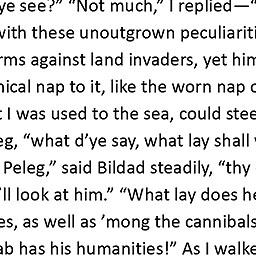 ye see?” “Not much,” I replied—“
with these unoutgrown peculiariti
rms against land invaders, yet him
nical nap to it, like the worn nap o
t I was used to the sea, could stee
eg, “what d’ye say, what lay shall
Peleg,” said Bildad steadily, “thy
’ll look at him.” “What lay does he
es, as well as ’mong the cannibals
ab has his humanities!” As I walke